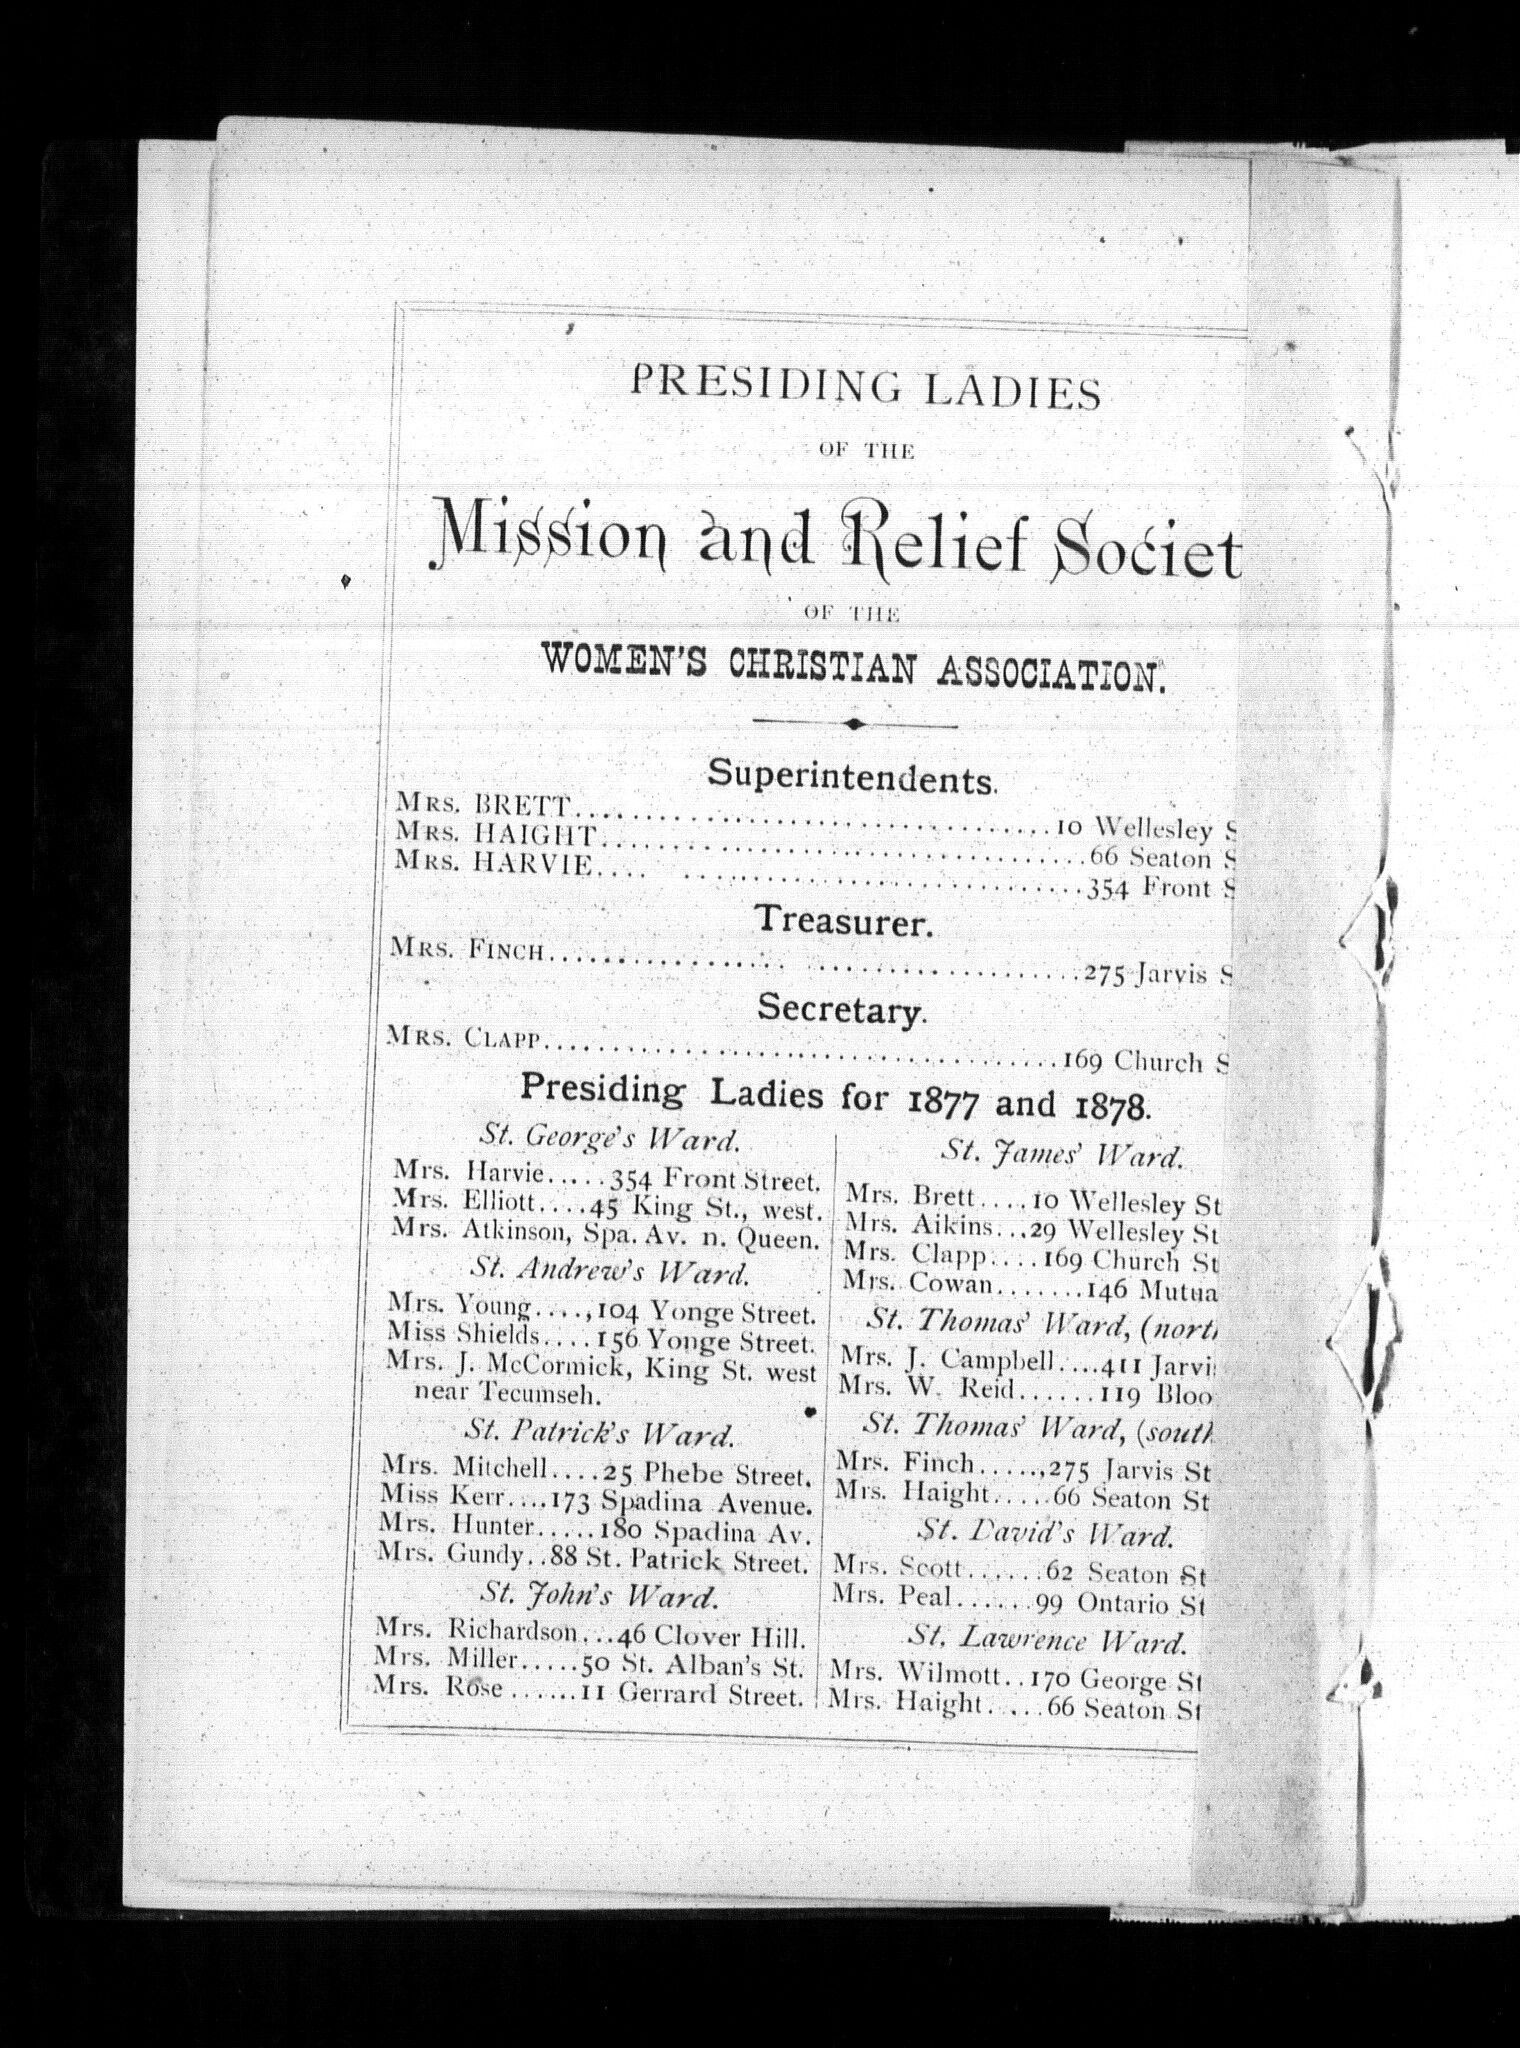 PRESIDING LADIES
OF THE
Mission and Relief Societ
OF THE
WOMEN'S CHRISTIAN ASSOCIATION.
Superintendents.
MRS. BRETT.......................................10 Wellesley S
MRS. HAIGHT.......................................66 Seaton S
MRS. HARVIE.... ..............................354 Front S
Treasurer.
MRS. FINCH................. ....................275 Jarvis S
Secretary.
MRS. CLAPP.......................................169 Church S
Presiding Ladies for 1877 and 1878.
St. George's Ward.
Mrs. Harvie.....354 Front Street.
Mrs. Elliott....45 King St., west.
Mrs. Atkinson, Spa. Av. n. Queen.
St. Andrew's Ward.
Mrs. Young....,104 Yonge Street.
Miss Shields....156 Yonge Street.
Mrs. J. McCormick, King St. west
near Tecumseh.
St. Patrick's Ward.
Mrs. Mitchell....25 Phebe Street.
Miss Kerr....173 Spadina Avenue.
Mrs. Hunter.....180 Spadina Av.
Mrs. Gundy..88 St. Patrick Street.
St. John's Ward.
Mrs. Richardson...46 Clover Hill.
Mrs. Miller.....50 St. Alban's St.
Mrs. Rose......11 Gerrard Street.
St. James' Ward.
Mrs. Brett....10 Wellesley St
Mrs. Aikins...29 Wellesley St
Mrs. Clapp....169 Church St
Mrs. Cowan.......146 Mutua
St. Thomas' Ward, (north
Mrs. J. Campbell....411 Jarvis
Mrs. W. Reid......119 Bloo
St. Thomas' Ward, (south
Mrs. Finch.....,275 Jarvis St
Mrs. Haight.....66 Seaton St
St. David's Ward.
Mrs. Scott......62 Seaton St
Mrs. Peal......99 Ontario St
St. Lawrence Ward.
Mrs. Wilmott..170 George St
Mrs. Haight....66 Seaton St